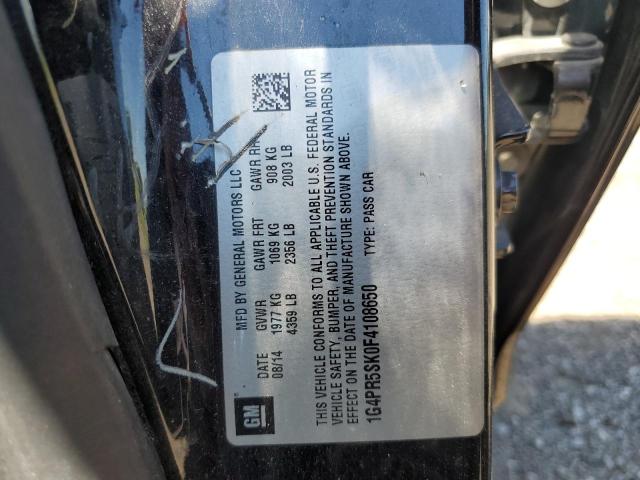 GM
MFD BY GENERAL MOTORS LLC
DATE GVWR GAWR FRT GAWR RR
08/14 1977 KG 1069 KG 908 KG
4359 LB 2356 LB 2003 LB
THIS VEHICLE CONFORMS TO ALL APPLICABLE U.S. FEDERAL MOTOR
VEHICLE SAFETY, BUMPER, AND THEFT PREVENTION STANDARDS IN
EFFECT ON THE DATE OF MANUFACTURE SHOWN ABOVE.
1G4PR5SK0F4108650 TYPE: PASS CAR